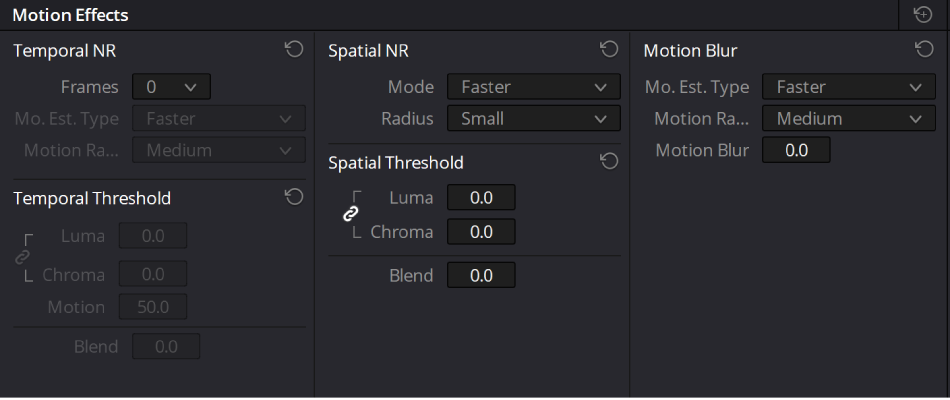 Motion Effects
Temporal NR
Frames 0
Mo. Est. Type Faster
Motion Ra... Medium
Temporal Threshold
Luma 0.0
Chroma 0.0
Motion 50.0
Blend 0.0
Spatial NR
Mode Faster
Radius Small
Spatial Threshold
Luma 0.0
Chroma 0.0
Blend 0.0
Motion Blur
Mo. Est. Type Faster
Motion Ra... Medium
Motion Blur 0.0